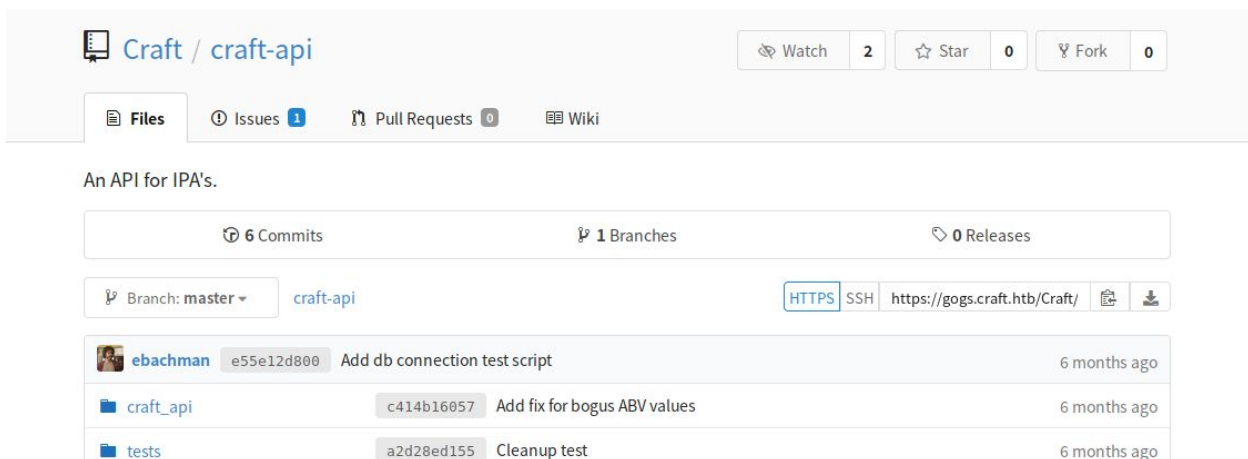 Craft / craft-api
Watch 2 Star 0 Fork 0
Files Issues 1 Pull Requests 0 Wiki
An API for IPA's.
6 Commits 1 Branches 0 Releases
Branch: master craft-api HTTPS SSH https://gogs.craft.htb/Craft/
ebachman e55e12d800 Add db connection test script 6 months ago
craft_api c414b16057 Add fix for bogus ABV values 6 months ago
tests a2d28ed155 Cleanup test 6 months ago